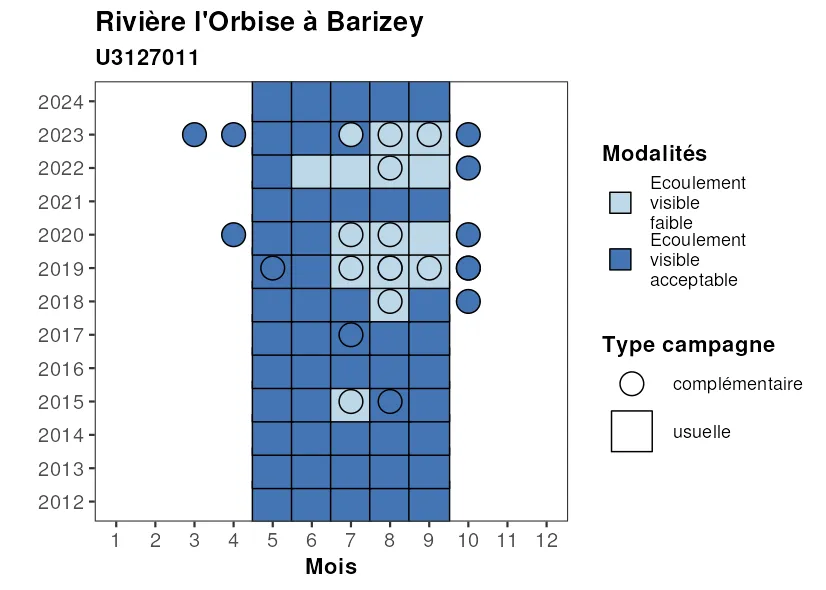 Rivière l'Orbise à Barizey
U3127011
2024
2023
2022
2021
2020
2019
2018
2017
2016
2015
2014
2013
2012
1 2 3 4 5 6 7 8 9 10 11 12
Mois
Modalités
Ecoulement
visible
faible
Ecoulement
visible
acceptable
Type campagne
complémentaire
usuelle